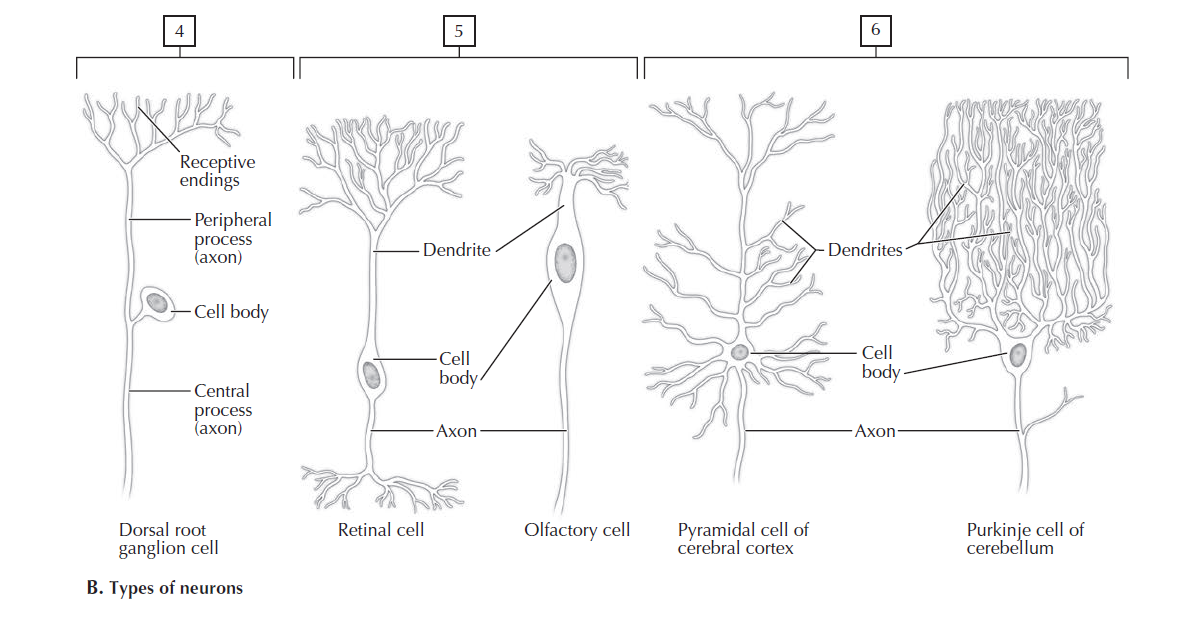 4
5
6
Receptive
endings
Peripheral
process
(axon)
Cell body
Central
process
(axon)
Dendrite
Cell
body
Axon
Dendrites
Cell
body
Axon
Dorsal root
ganglion cell
Retinal cell
Olfactory cell
Pyramidal cell of
cerebral cortex
Purkinje cell of
cerebellum
B. Types of neurons